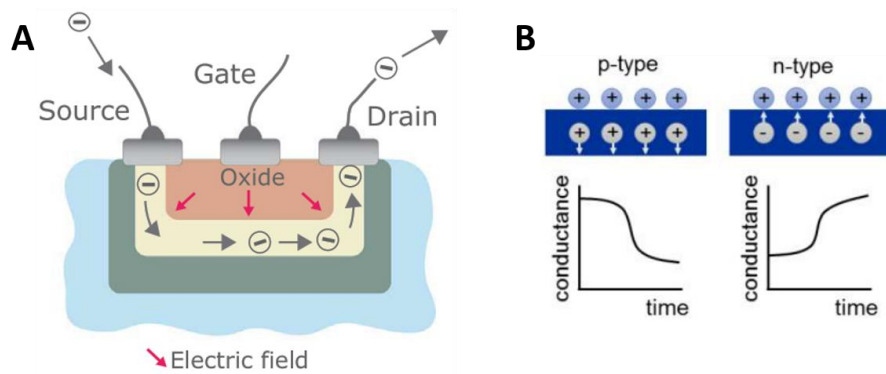 A
Source
Gate
Drain
Oxide
Electric field
B
p-type
n-type
+ + + +
+ + + +
+ + + +
- - - -
conductance
time
conductance
time